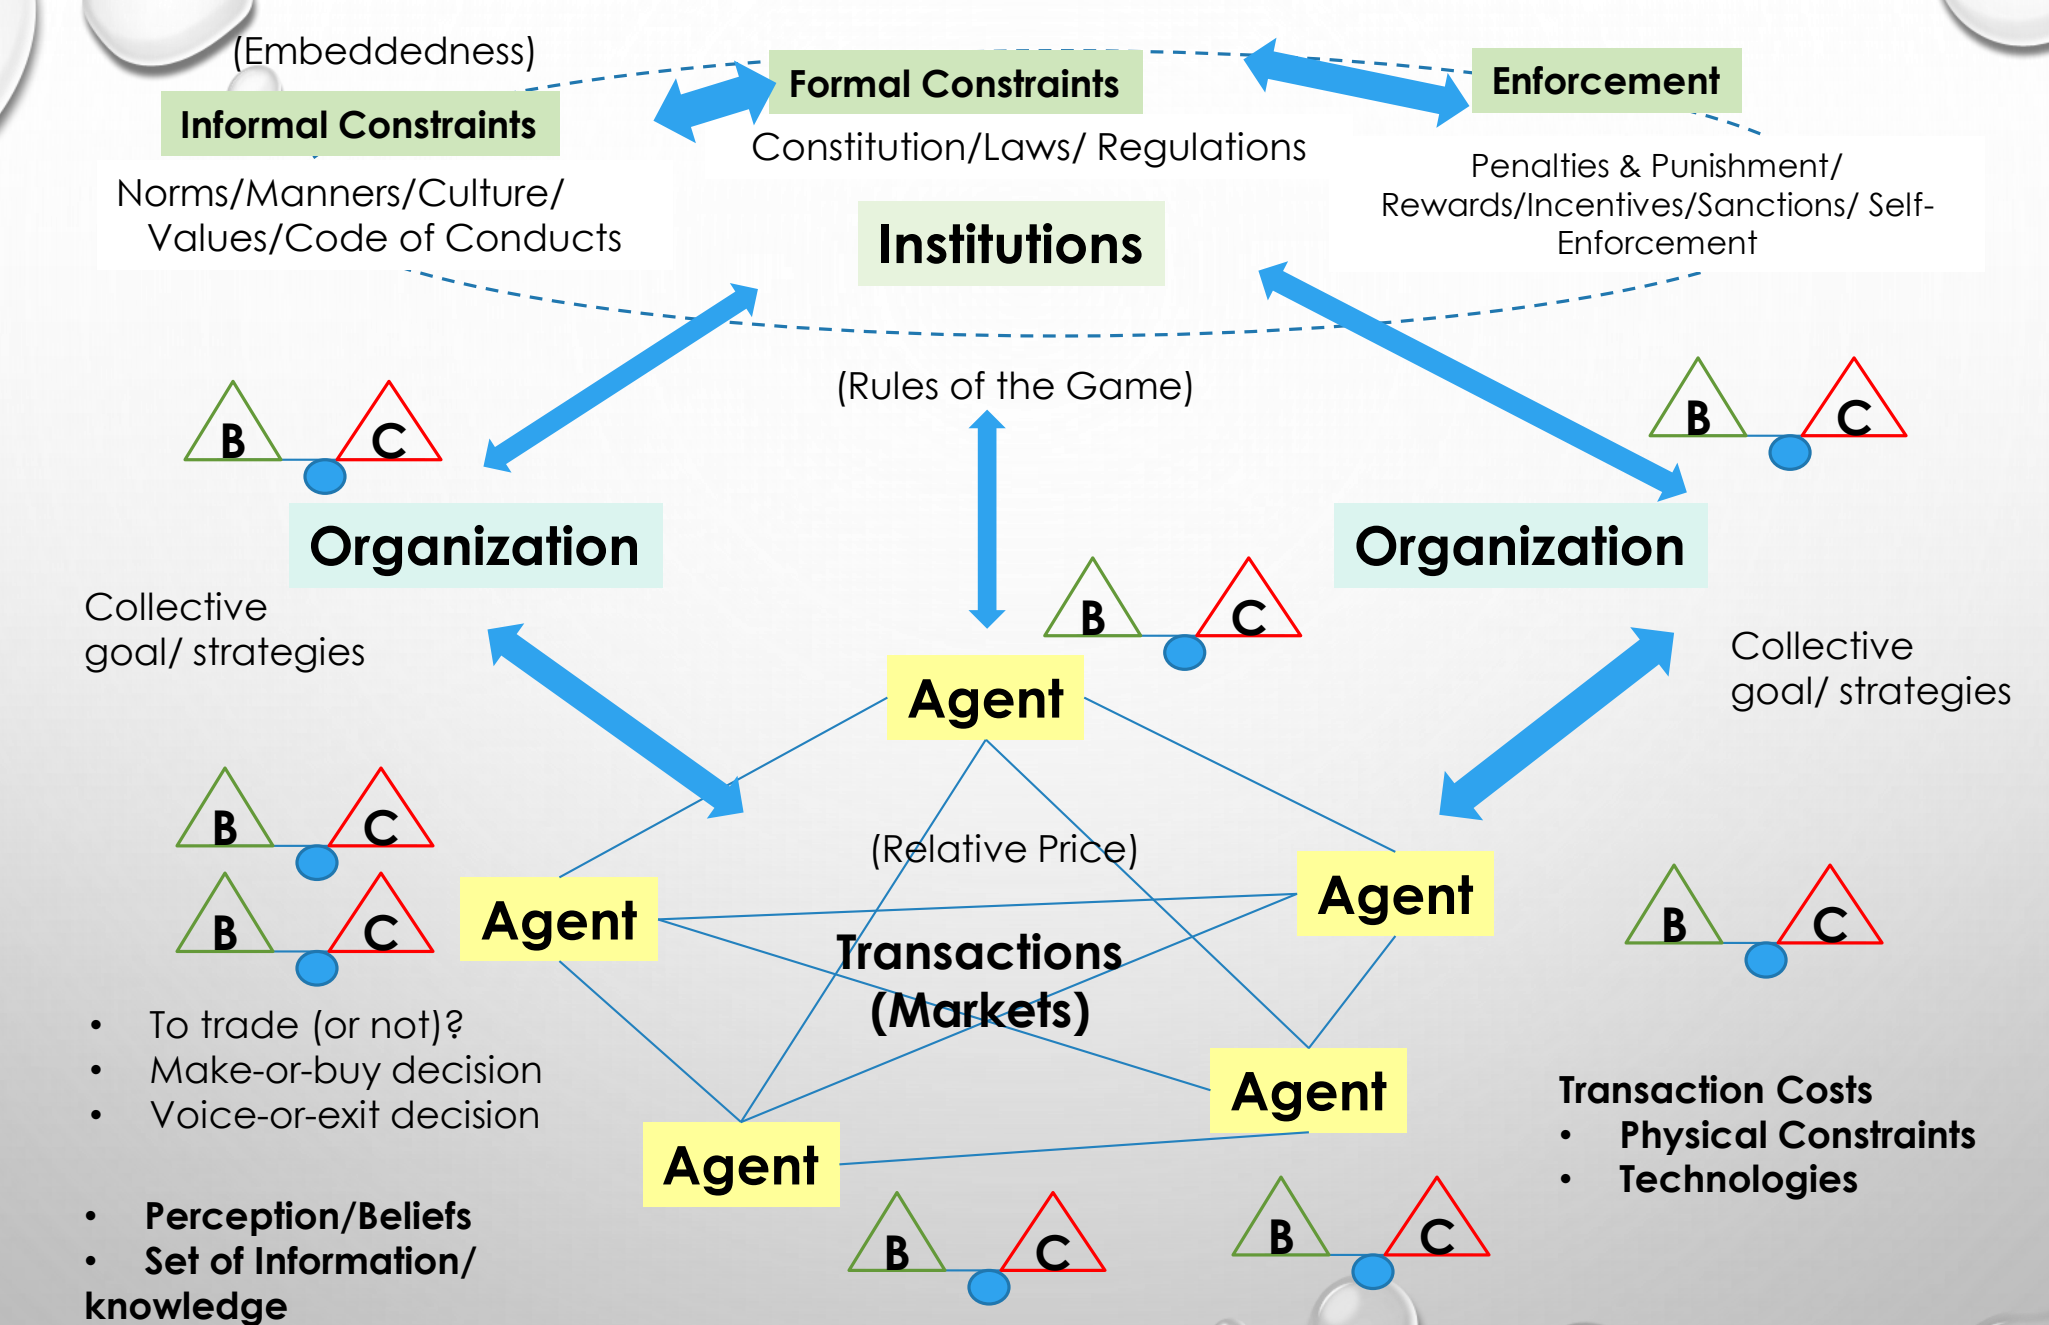 (Embeddedness)
Informal Constraints
Norms/Manners/Culture/
Values/Code of Conducts
Formal Constraints
Constitution/Laws/ Regulations
Enforcement
Penalties & Punishment/
Rewards/Incentives/Sanctions/ Self-
Enforcement
Institutions
(Rules of the Game)
B C
B C
Organization
Organization
Collective
goal/ strategies
B C
Collective
goal/ strategies
Agent
B C
B C
(Relative Price)
Agent
Agent
B C
Transactions
(Markets)
• To trade (or not)?
• Make-or-buy decision
• Voice-or-exit decision
Agent
Agent
Transaction Costs
• Physical Constraints
• Technologies
• Perception/Beliefs
• Set of Information/
knowledge
B C
B C